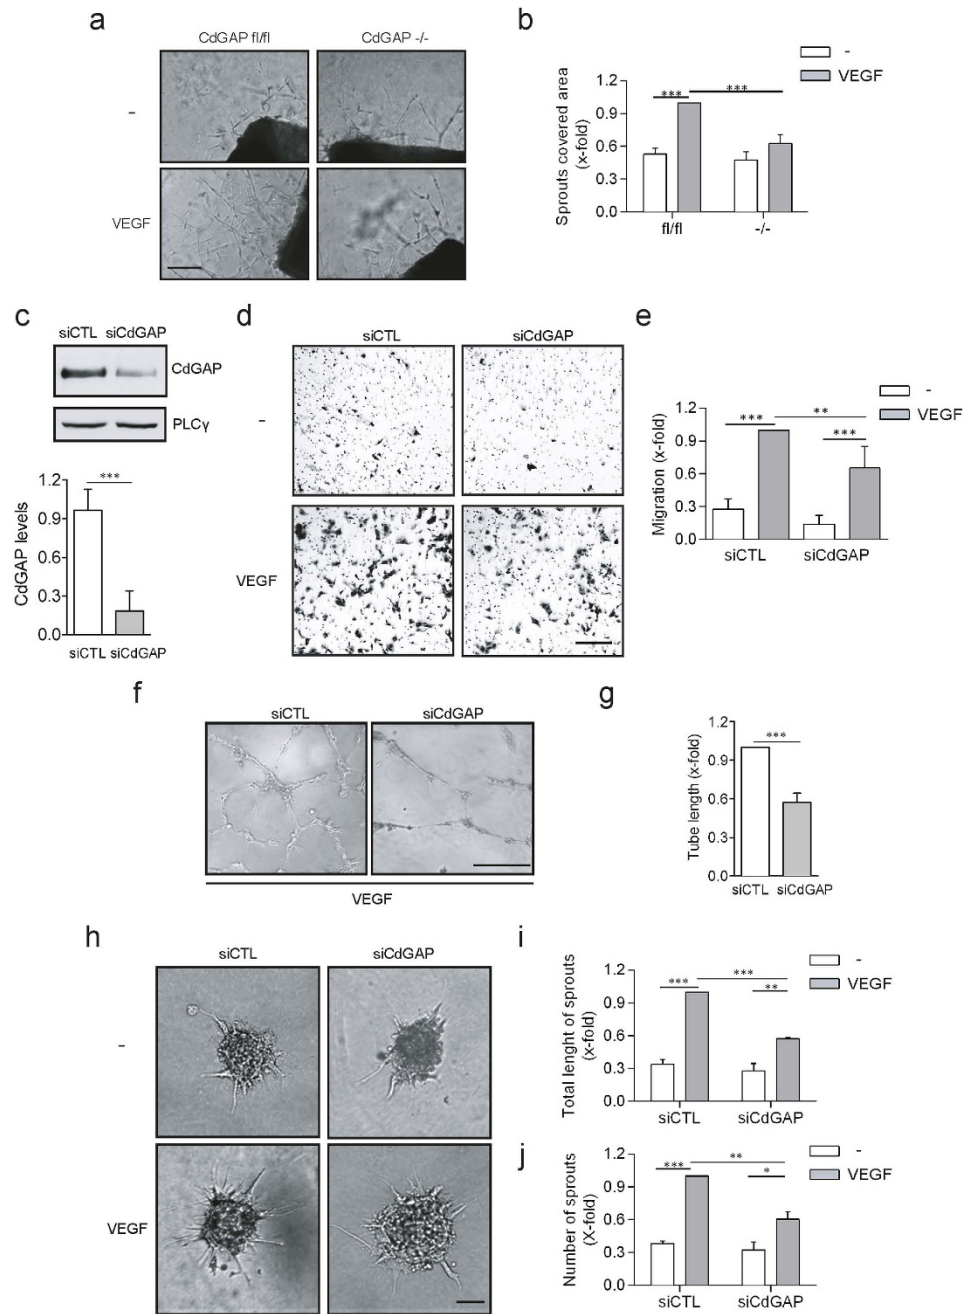 a
CdGAP fl/fl CdGAP -/-
-
VEGF
b
-
VEGF
Sprouts covered area
(x-fold)
1.2
0.9
0.6
0.3
0.0
*** ***
fl/fl -/-
c
siCTL siCdGAP
CdGAP
PLCγ
CdGAP levels
1.2
0.9
0.6
0.3
0.0
***
siCTL siCdGAP
d
siCTL siCdGAP
-
VEGF
e
-
VEGF
Migration (x-fold)
1.2
0.9
0.6
0.3
0.0
*** ** ***
siCTL siCdGAP
f
siCTL siCdGAP
VEGF
g
Tube length (x-fold)
1.2
0.9
0.6
0.3
0.0
***
siCTL siCdGAP
h
siCTL siCdGAP
-
VEGF
i
-
VEGF
Total lenght of sprouts
(x-fold)
1.2
0.9
0.6
0.3
0.0
*** *** **
siCTL siCdGAP
j
-
VEGF
Number of sprouts
(X-fold)
1.2
0.9
0.6
0.3
0.0
*** ** *
siCTL siCdGAP